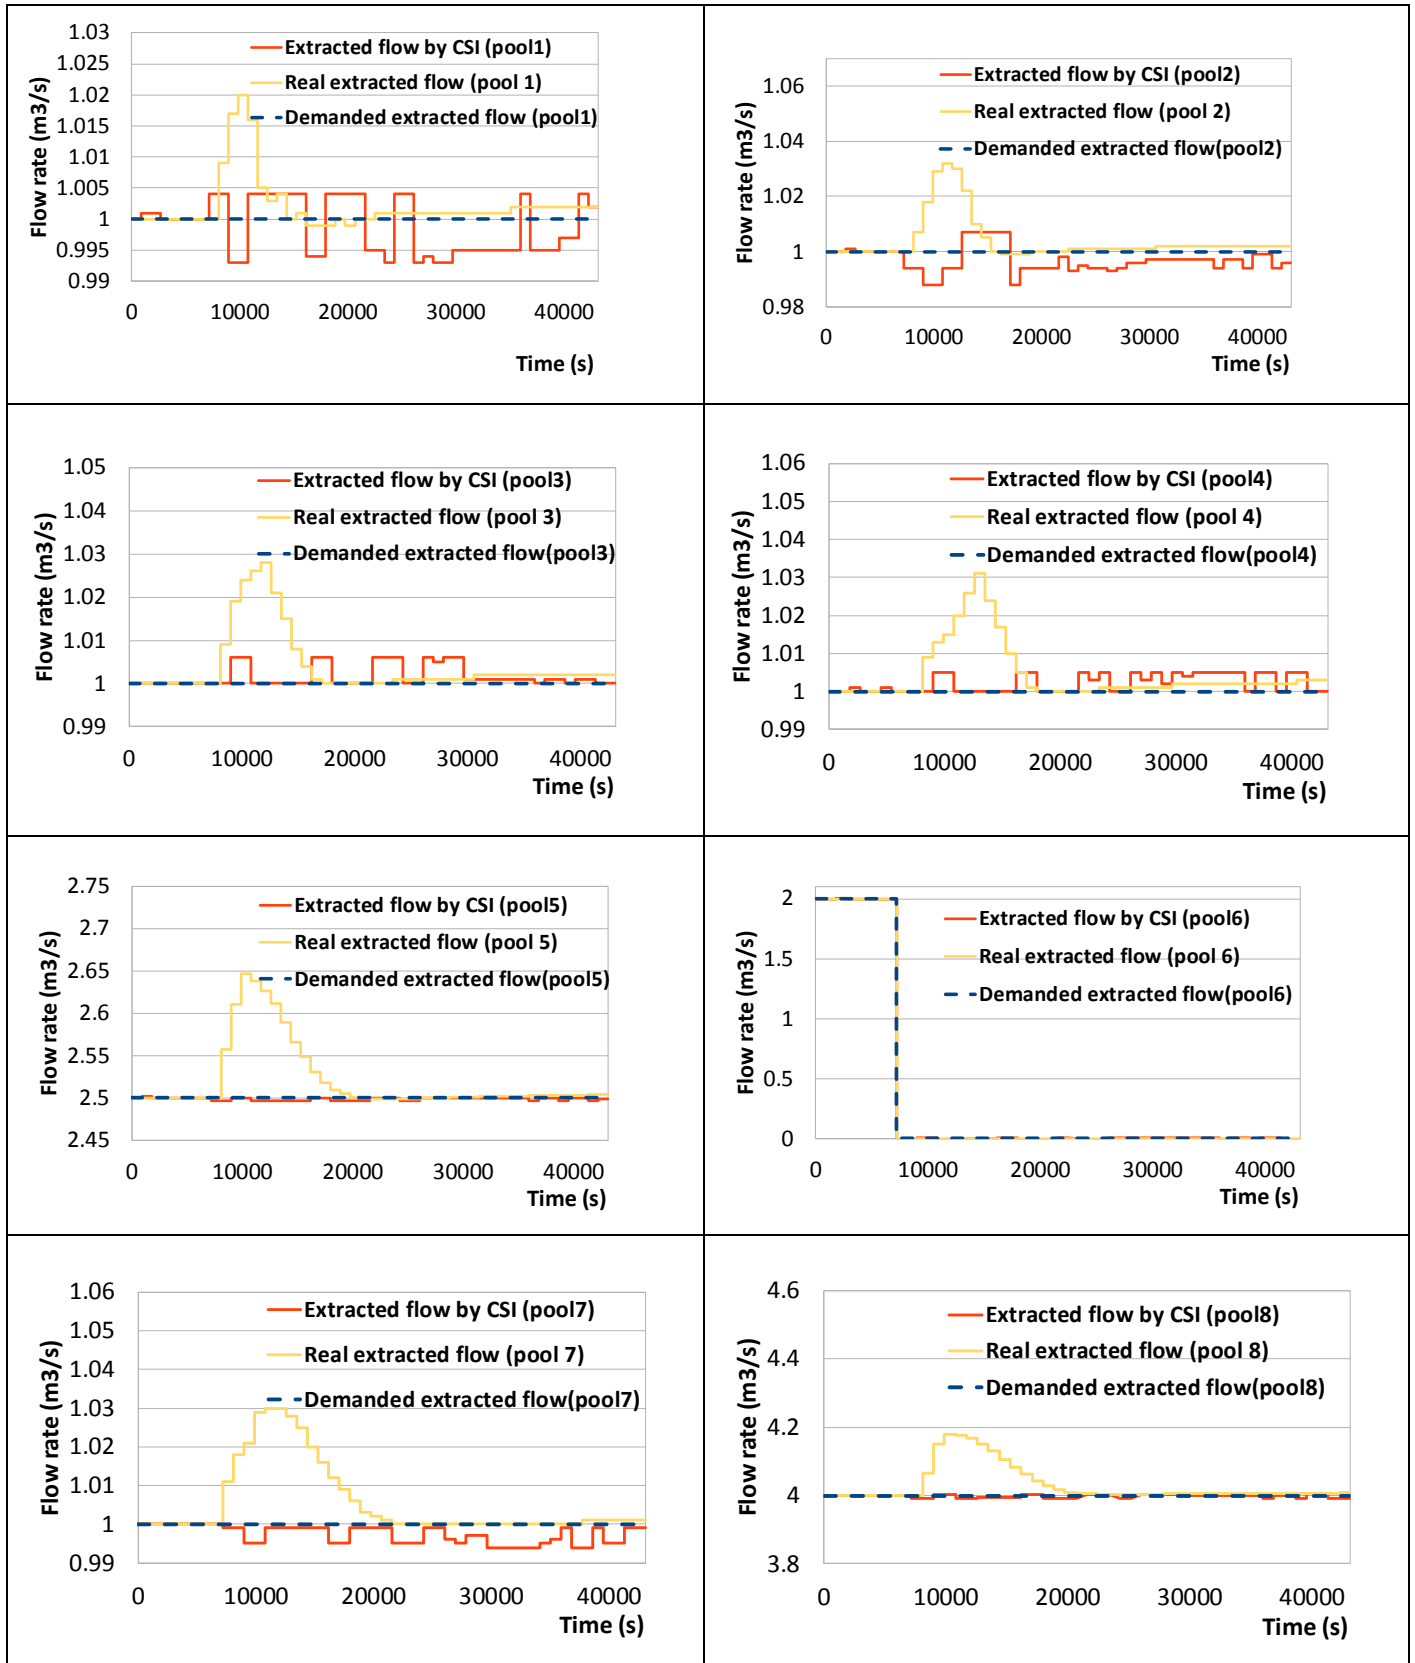 1.03
1.025
1.02
1.015
1.01
1.005
1
0.995
0.99
Flowr rate (m3/s)
Extracted flow by CSI (pool1)
Real extracted flow (pool 1)
Demanded extracted flow (pool1)
0 10000 20000 30000 40000
Time (s)
1.06
1.04
1.02
1
0.98
Flow rate (m3/s)
Extracted flow by CSI (pool2)
Real extracted flow (pool 2)
Demanded extracted flow(pool2)
0 10000 20000 30000 40000
Time (s)
1.05
1.04
1.03
1.02
1.01
1
0.99
Flow rate (m3/s)
Extracted flow by CSI (pool3)
Real extracted flow (pool 3)
Demanded extracted flow(pool3)
0 10000 20000 30000 40000
Time (s)
1.06
1.05
1.04
1.03
1.02
1.01
1
0.99
Flow rate (m3/s)
Extracted flow by CSI (pool4)
Real extracted flow (pool 4)
Demanded extracted flow(pool4)
0 10000 20000 30000 40000
Time (s)
2.75
2.7
2.65
2.6
2.55
2.5
2.45
Flow rate (m3/s)
Extracted flow by CSI (pool5)
Real extracted flow (pool 5)
Demanded extracted flow(pool5)
0 10000 20000 30000 40000
Time (s)
2
1.5
1
0.5
0
Flow rate (m3/s)
Extracted flow by CSI (pool6)
Real extracted flow (pool 6)
Demanded extracted flow(pool6)
0 10000 20000 30000 40000
Time (s)
1.06
1.05
1.04
1.03
1.02
1.01
1
0.99
Flow rate (m3/s)
Extracted flow by CSI (pool7)
Real extracted flow (pool 7)
Demanded extracted flow(pool7)
0 10000 20000 30000 40000
Time (s)
4.6
4.4
4.2
4
3.8
Flow rate (m3/s)
Extracted flow by CSI (pool8)
Real extracted flow (pool 8)
Demanded extracted flow(pool8)
0 10000 20000 30000 40000
Time (s)